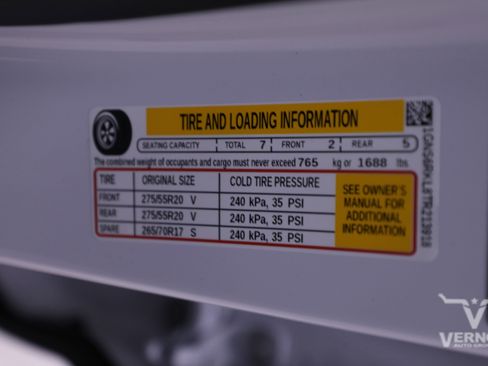 TIRE AND LOADING INFORMATION
SEATING CAPACITY TOTAL 7 FRONT 2 REAR 5
The combined weight of occupants and cargo must never exceed 765 kg or 1688 lbs.
TIRE ORIGINAL SIZE COLD TIRE PRESSURE
FRONT 275/55R20 V 240 kPa, 35 PSI
REAR 275/55R20 V 240 kPa, 35 PSI
SPARE 265/70R17 S 240 kPa, 35 PSI
SEE OWNER'S
MANUAL FOR
ADDITIONAL
INFORMATION
AUTO GROUP